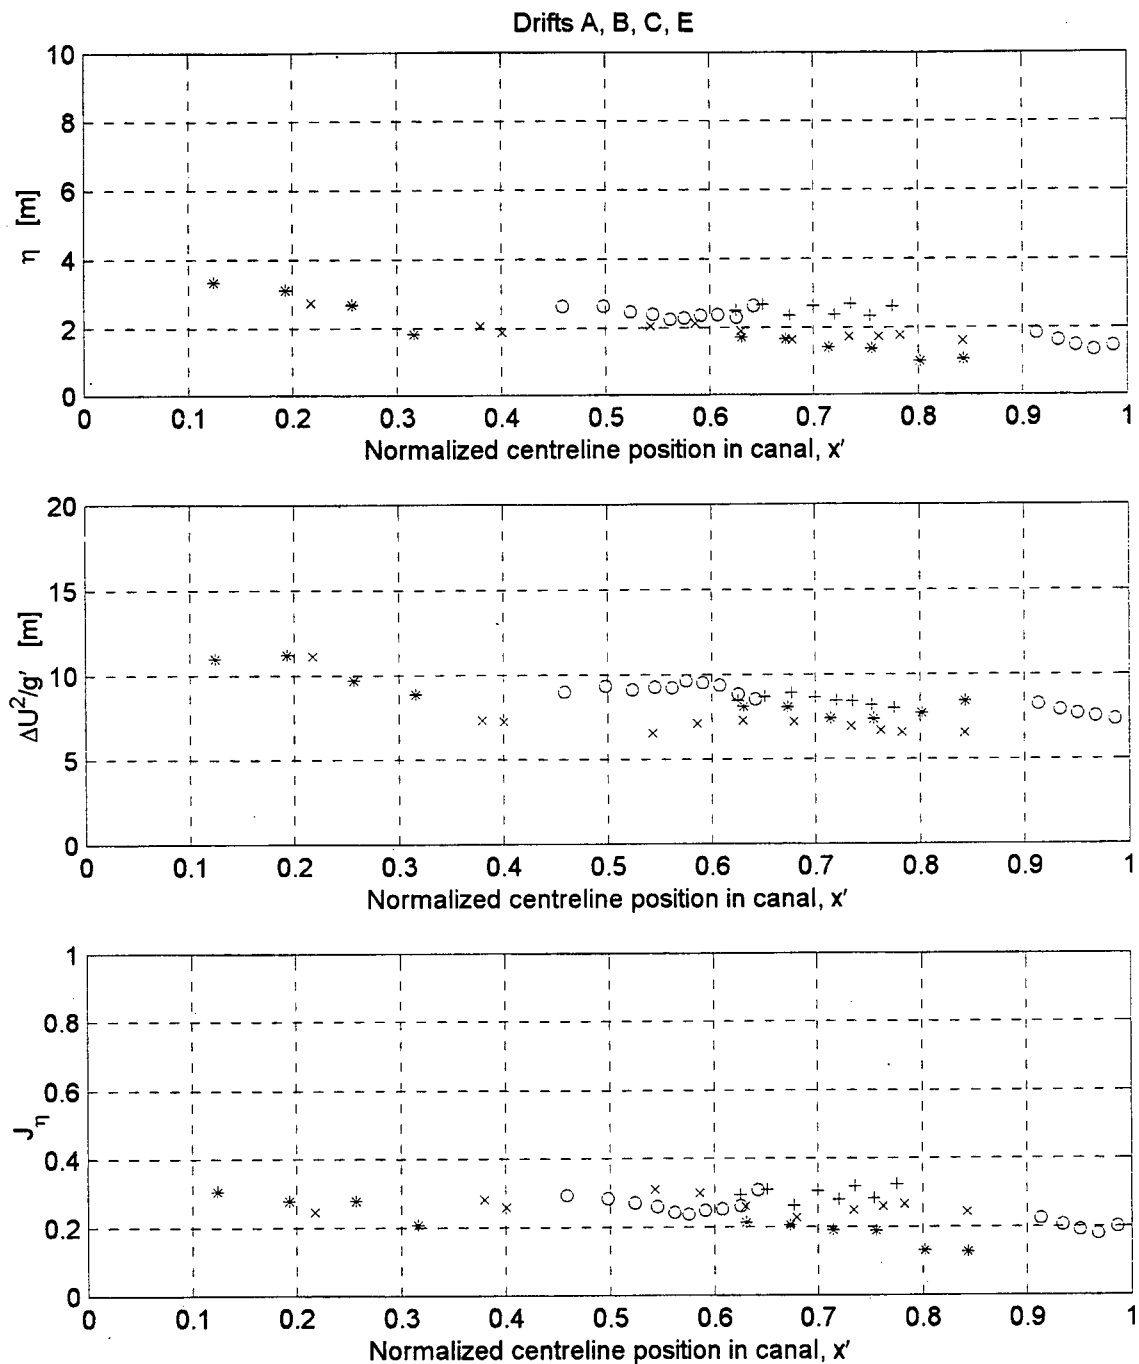 Drifts A, B, C, E
10
8
6
4
2
0
η [m]
0 0.1 0.2 0.3 0.4 0.5 0.6 0.7 0.8 0.9 1
Normalized centreline position in canal, x′
20
15
10
5
0
ΔU²/g′ [m]
0 0.1 0.2 0.3 0.4 0.5 0.6 0.7 0.8 0.9 1
Normalized centreline position in canal, x′
1
0.8
0.6
0.4
0.2
0
J_η
0 0.1 0.2 0.3 0.4 0.5 0.6 0.7 0.8 0.9 1
Normalized centreline position in canal, x′